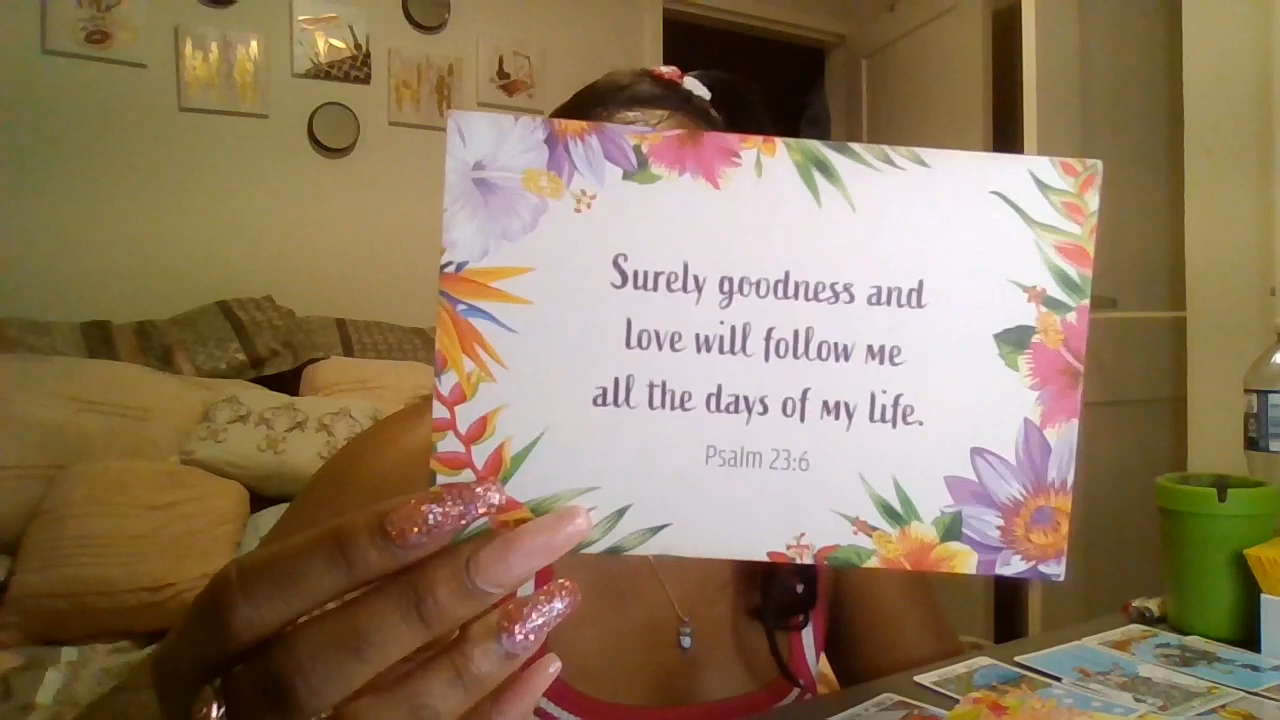 Surely goodness and
love will follow me
all the days of my life.
Psalm 23:6